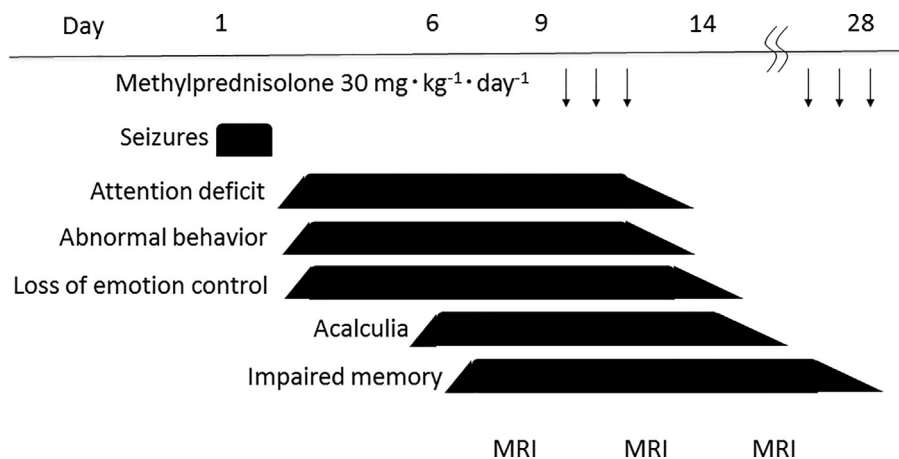 Day 1 6 9 14 28
Methylprednisolone 30 mg・kg⁻¹・day⁻¹
Seizures
Attention deficit
Abnormal behavior
Loss of emotion control
Acalculia
Impaired memory
MRI MRI MRI